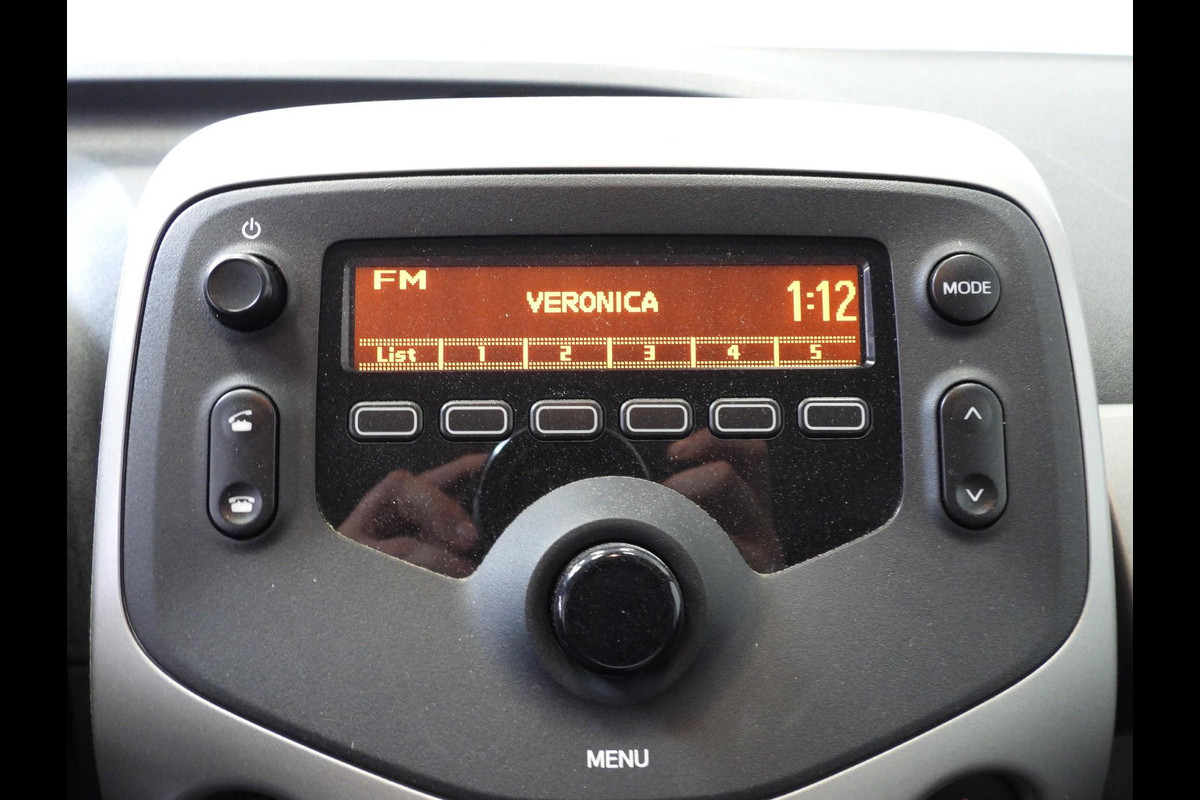 FM
VERONICA
1:12
List 1 2 3 4 5
MODE
MENU